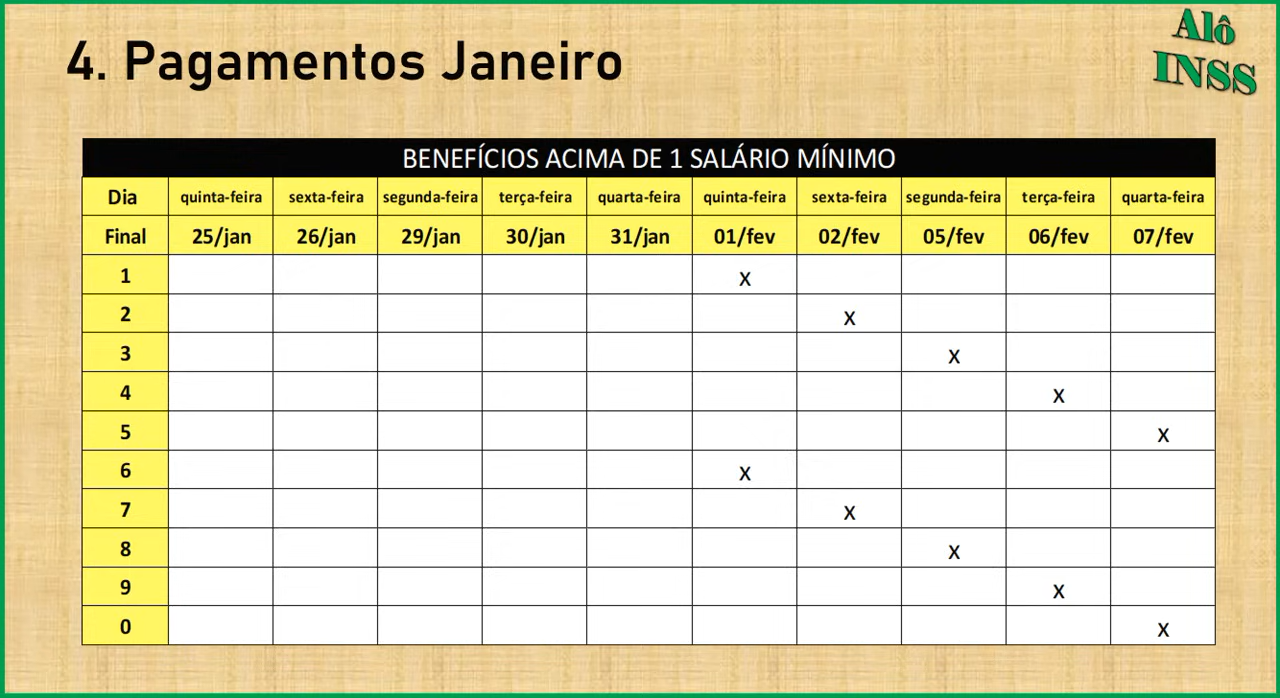 4. Pagamentos Janeiro
Alô
INSS
BENEFÍCIOS ACIMA DE 1 SALÁRIO MÍNIMO
Dia quinta-feira sexta-feira segunda-feira terça-feira quarta-feira quinta-feira sexta-feira segunda-feira terça-feira quarta-feira
Final 25/jan 26/jan 29/jan 30/jan 31/jan 01/fev 02/fev 05/fev 06/fev 07/fev
1 x
2 x
3 x
4 x
5 x
6 x
7 x
8 x
9 x
0 x